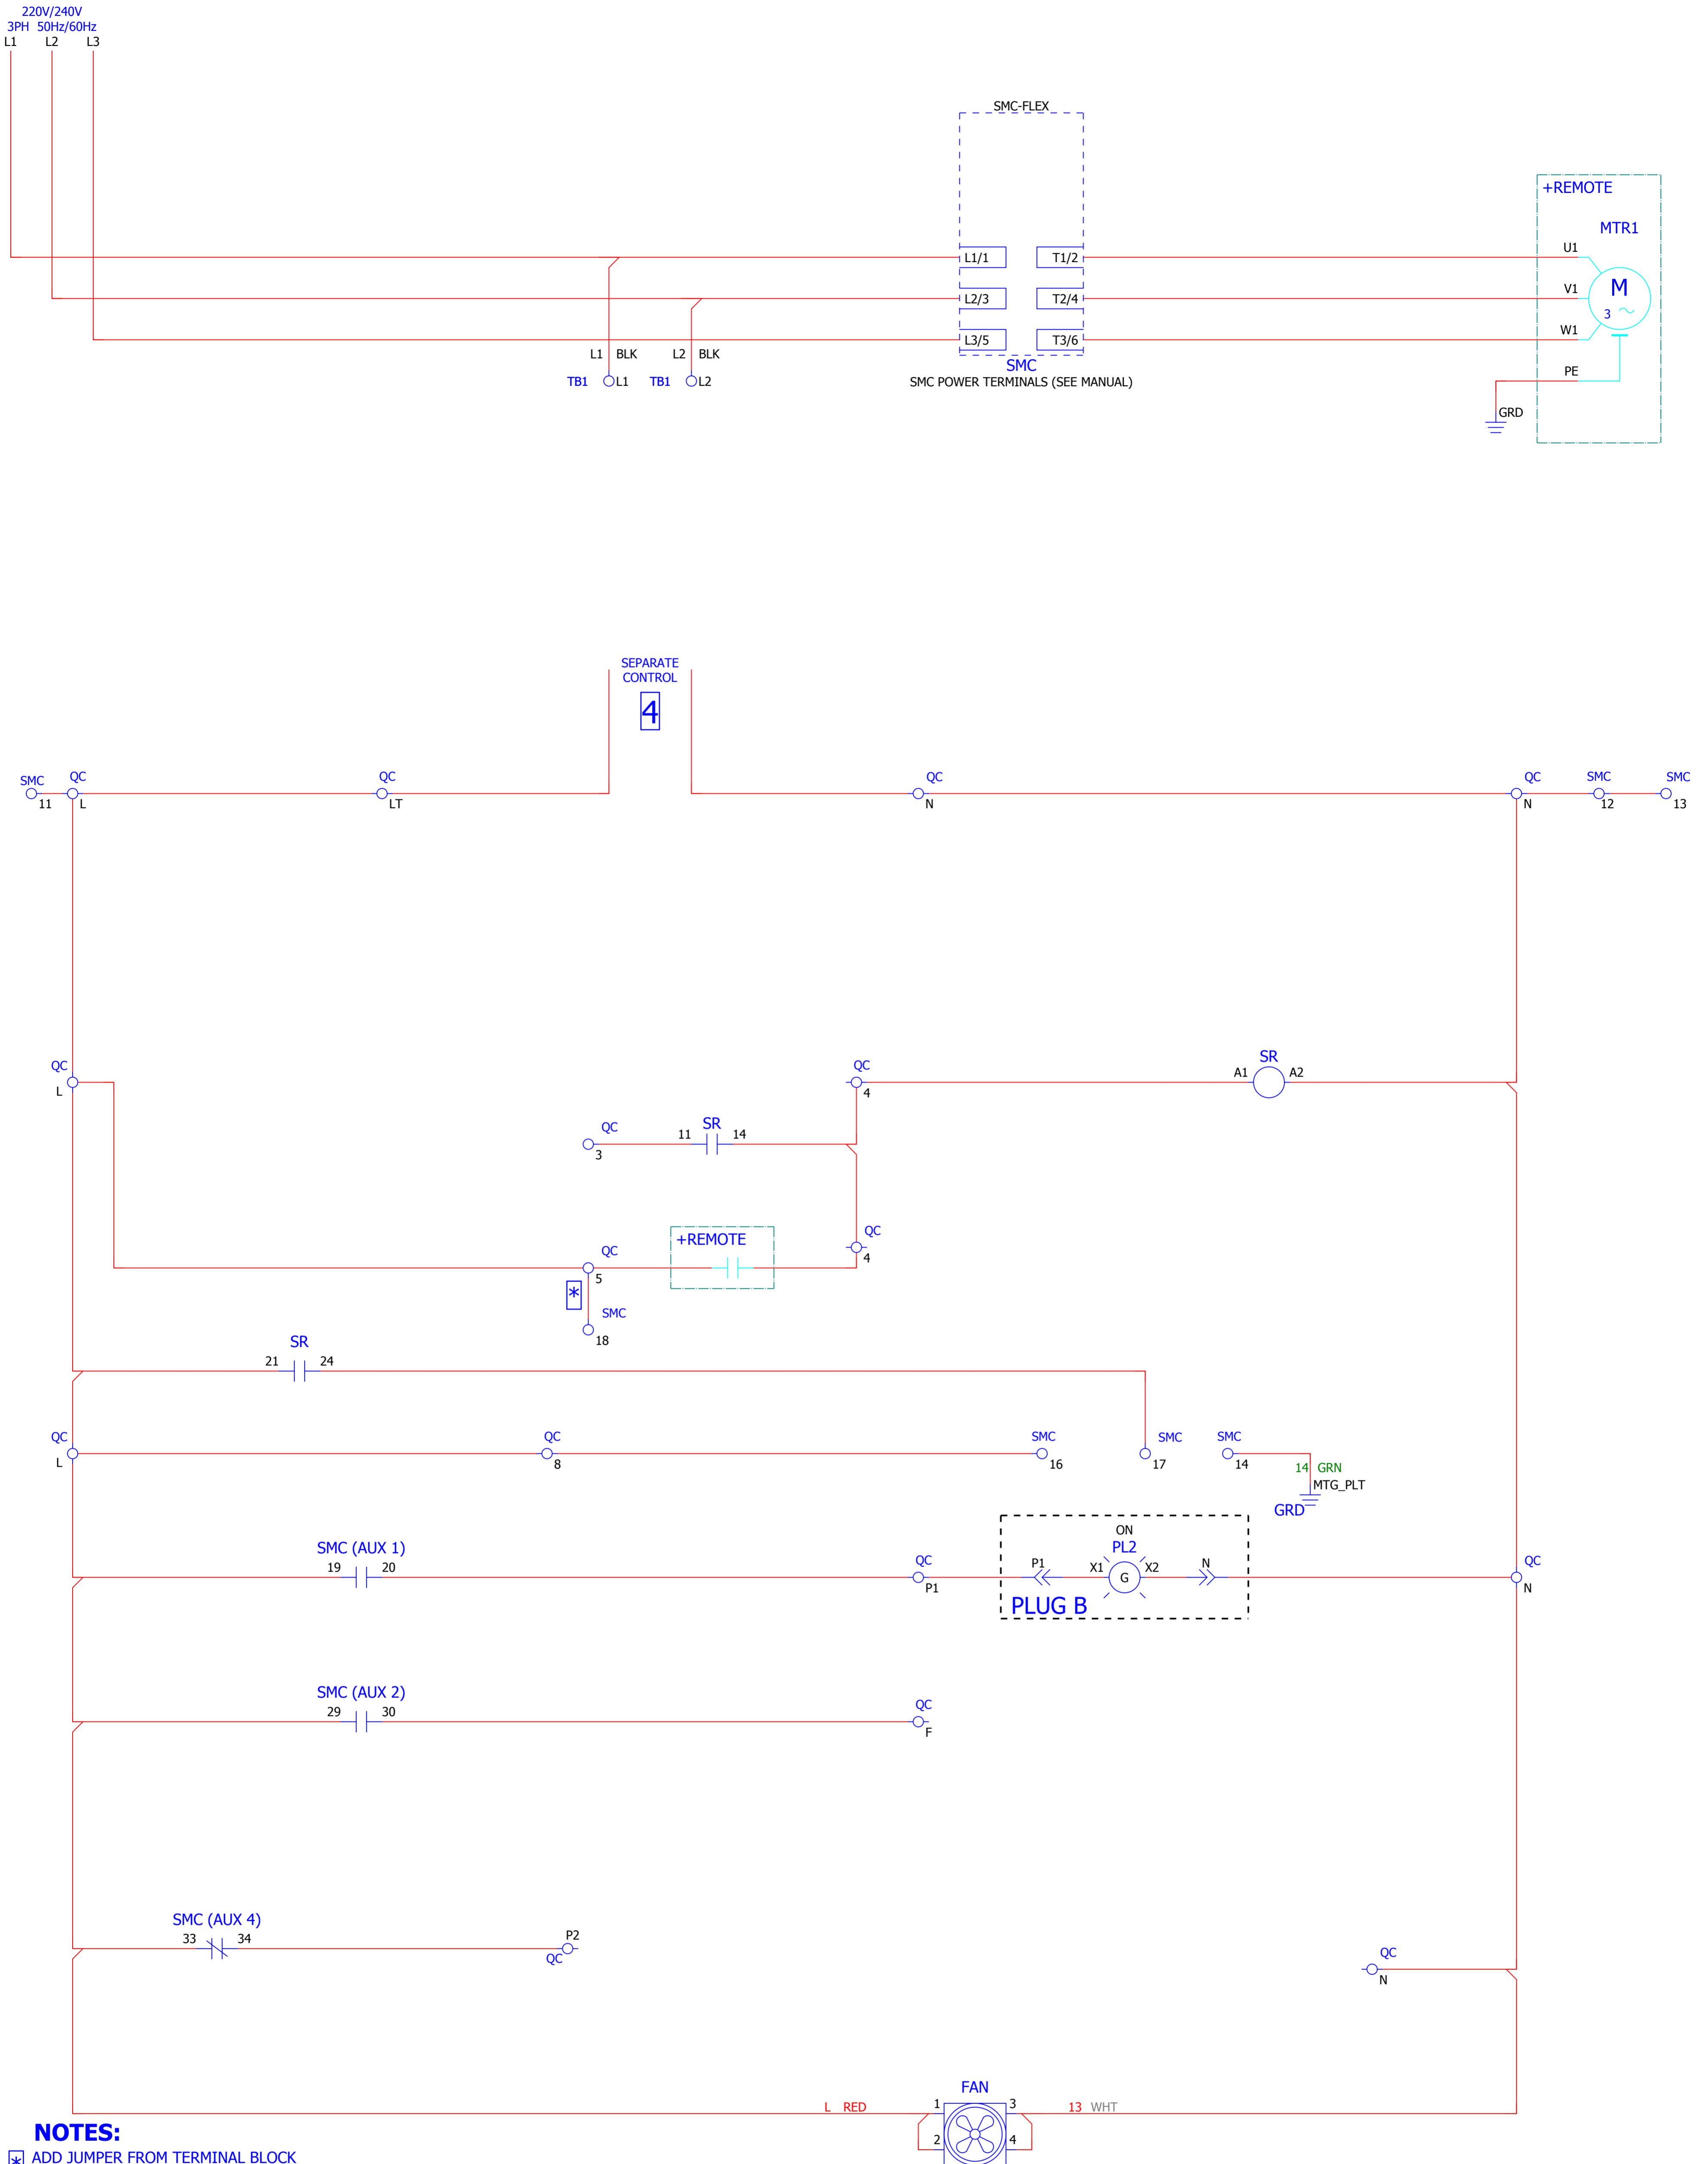 220V/240V
3PH 50Hz/60Hz
L1 L2 L3
SMC-FLEX
+REMOTE
MTR1
L1/1 T1/2 U1
L2/3 T2/4 V1
M
3
L3/5 T3/6 W1
L1 BLK L2 BLK
SMC
PE
TB1 L1 TB1 L2
SMC POWER TERMINALS (SEE MANUAL)
GRD
SEPARATE
CONTROL
4
SMC QC QC QC QC SMC SMC
11 L LT N N 12 13
QC QC SR
L 4 A1 A2
QC SR
3 11 14
+REMOTE QC
QC 4
5
*
SMC
18
SR
21 24
QC QC SMC SMC SMC
L 8 16 17 14
14 GRN
MTG_PLT
GRD
ON
SMC (AUX 1) PL2
19 20 QC P1 X1 G X2 N QC
P1 N
PLUG B
SMC (AUX 2)
29 30 QC
F
SMC (AUX 4)
33 34 P2
QC
QC
N
FAN
L RED 1 3 13 WHT
2 4
NOTES:
* ADD JUMPER FROM TERMINAL BLOCK